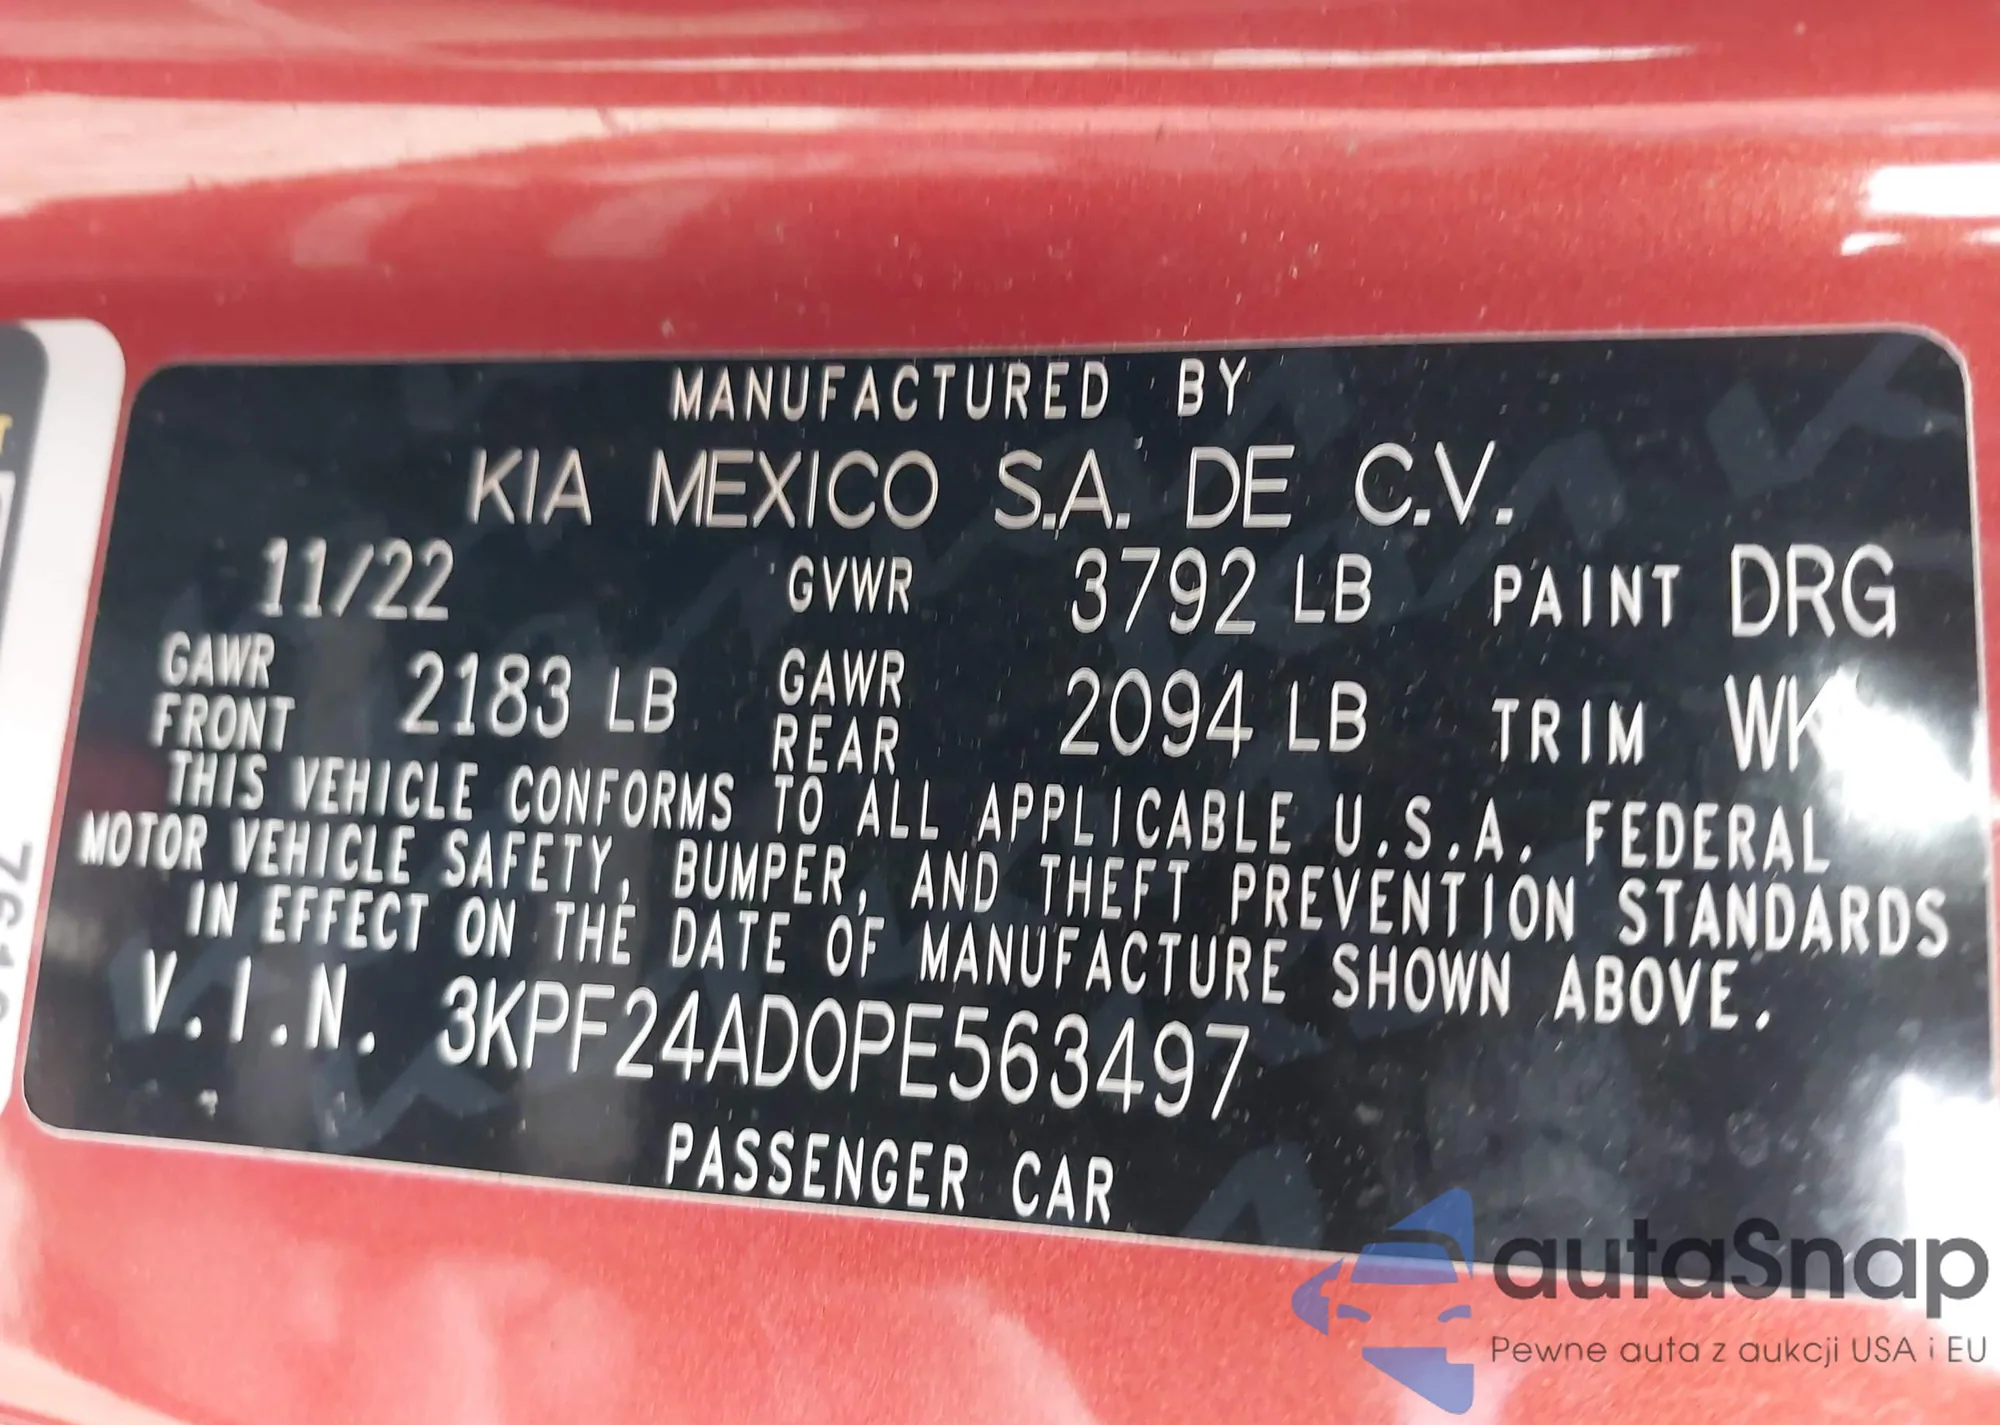 MANUFACTURED BY
KIA MEXICO S.A. DE C.V.
11/22 GVWR 3792 LB PAINT DRG
GAWR FRONT 2183 LB GAWR REAR 2094 LB TRIM WK
THIS VEHICLE CONFORMS TO ALL APPLICABLE U.S.A. FEDERAL
MOTOR VEHICLE SAFETY, BUMPER, AND THEFT PREVENTION STANDARDS
IN EFFECT ON THE DATE OF MANUFACTURE SHOWN ABOVE.
V.I.N. 3KPF24AD0PE563497
PASSENGER CAR
autaSnap
Pewne auta z aukcji USA i EU